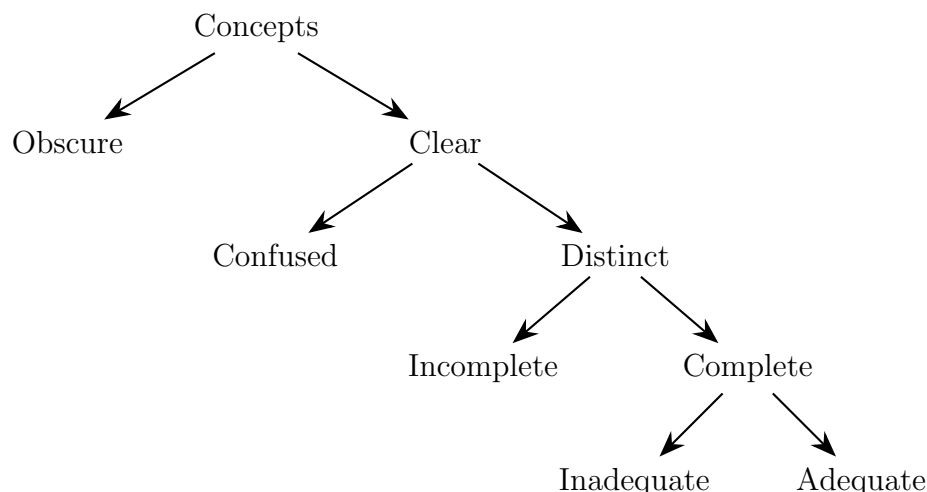 Concepts
Obscure Clear
Confused Distinct
Incomplete Complete
Inadequate Adequate